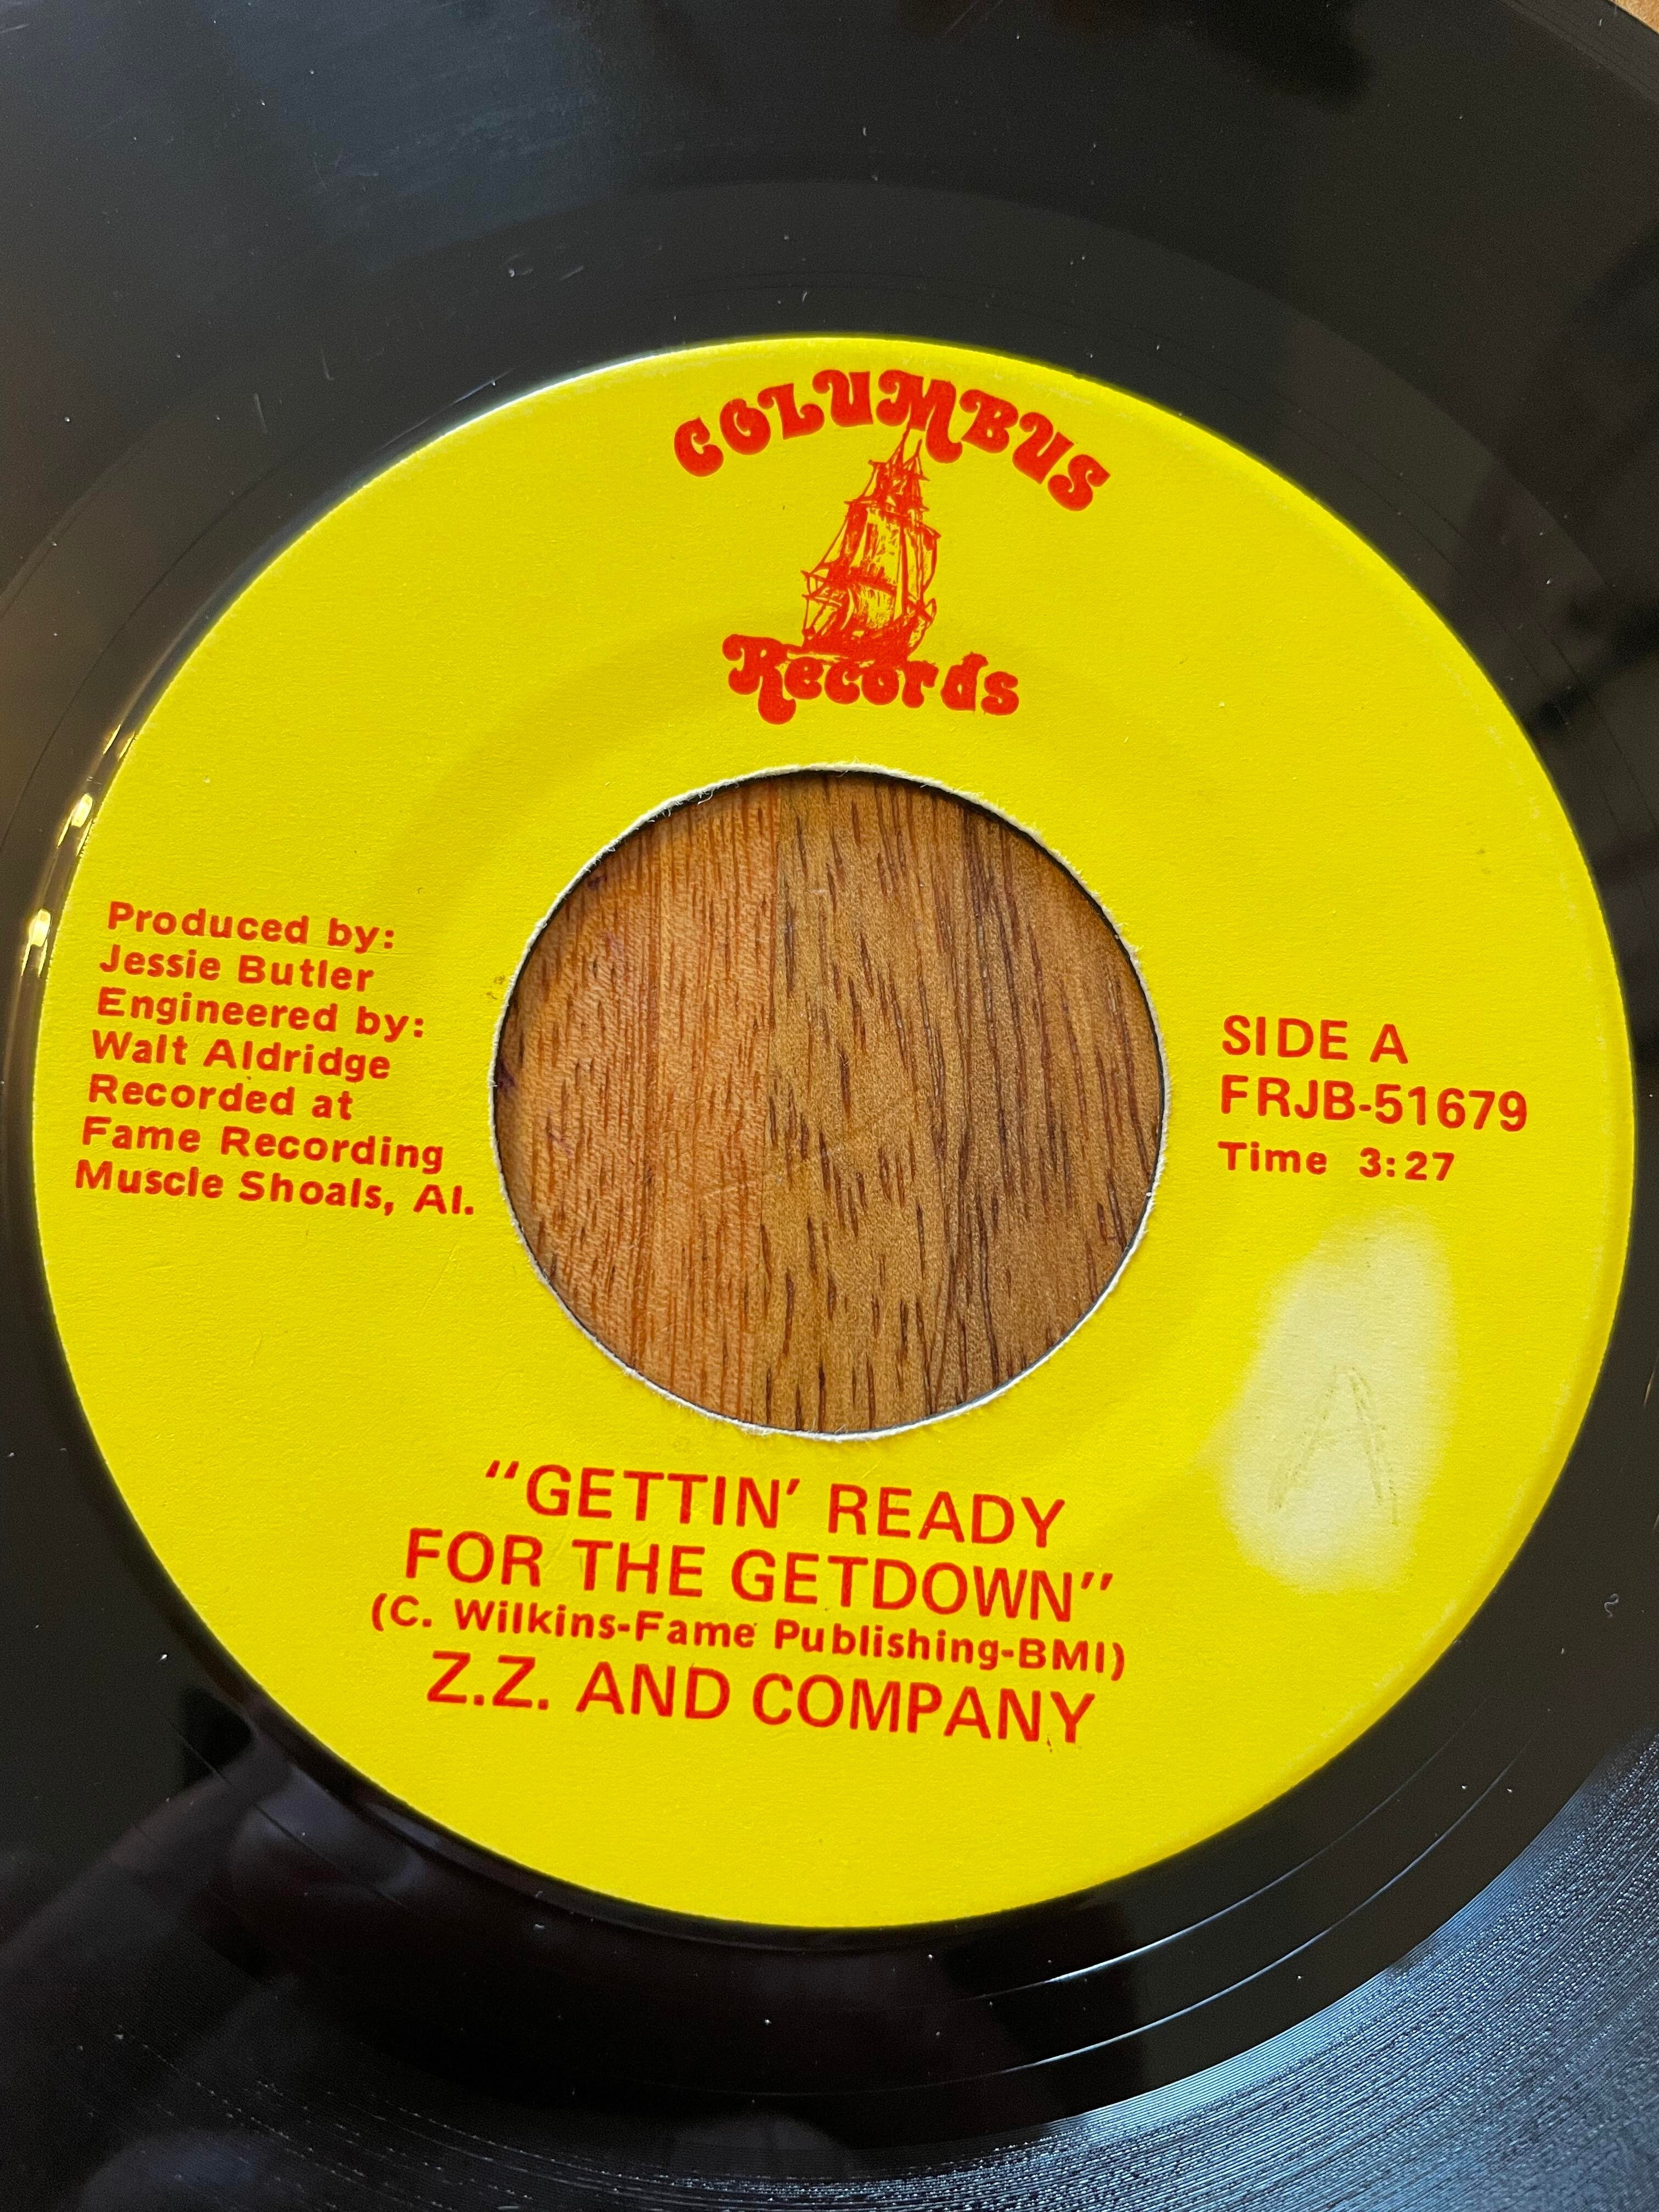 COLUMBUS
Records
Produced by:
Jessie Butler
Engineered by:
Walt Aldridge
Recorded at
Fame Recording
Muscle Shoals, Al.
SIDE A
FRJB-51679
Time 3:27
A
"GETTIN' READY
FOR THE GETDOWN"
(C. Wilkins-Fame Publishing-BMI)
Z.Z. AND COMPANY